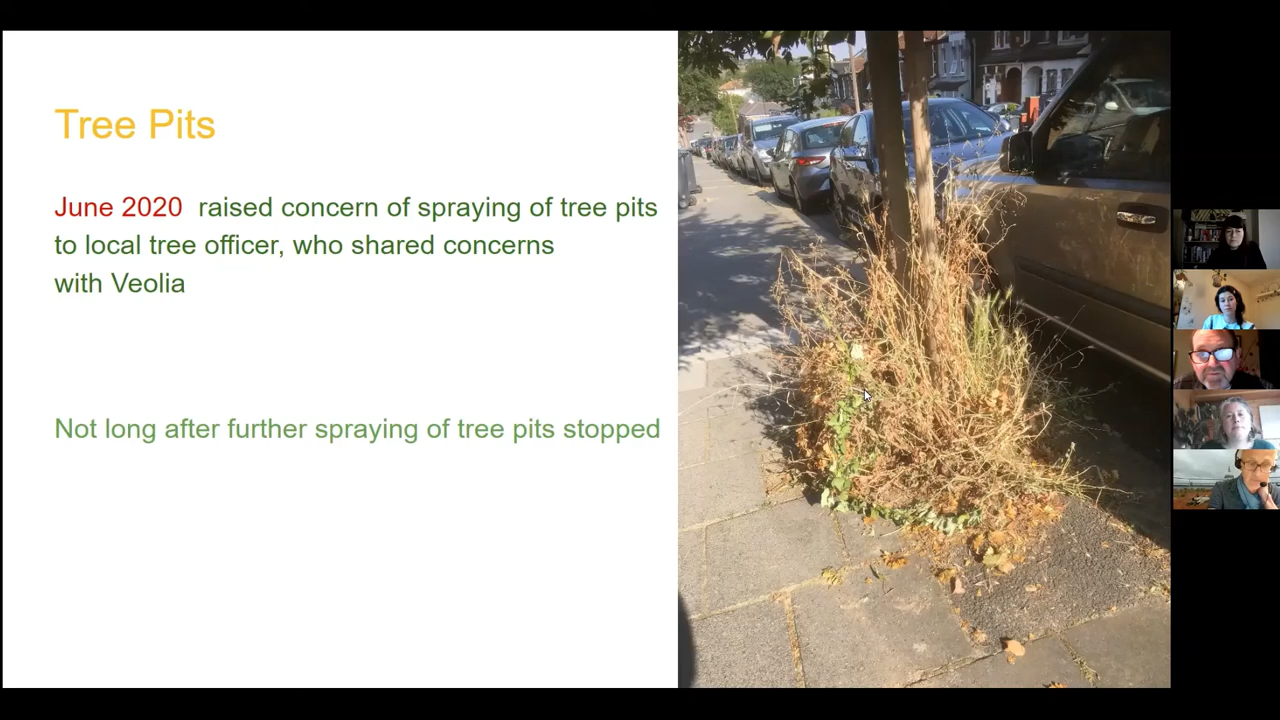 Tree Pits
June 2020 raised concern of spraying of tree pits
to local tree officer, who shared concerns
with Veolia
Not long after further spraying of tree pits stopped